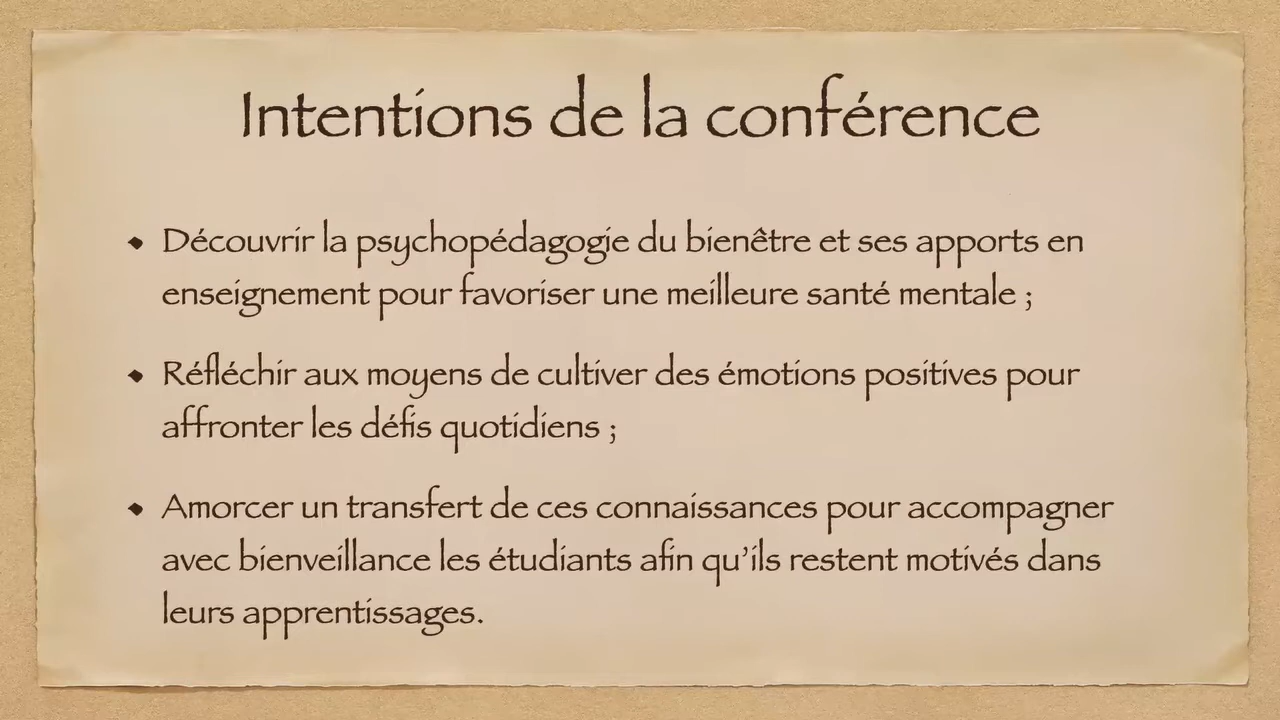 Intentions de la conférence
• Découvrir la psychopédagogie du bienêtre et ses apports en
enseignement pour favoriser une meilleure santé mentale ;
• Réfléchir aux moyens de cultiver des émotions positives pour
affronter les défis quotidiens ;
• Amorcer un transfert de ces connaissances pour accompagner
avec bienveillance les étudiants afin qu’ils restent motivés dans
leurs apprentissages.